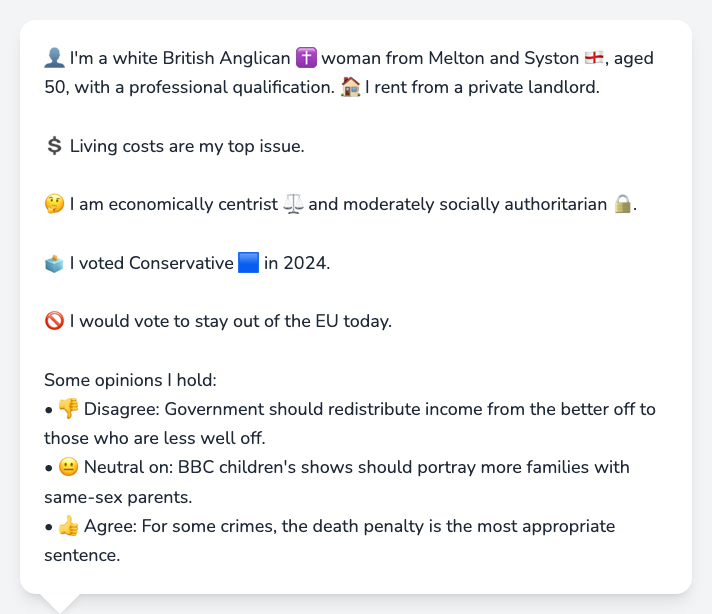 👤 I'm a white British Anglican ✝️ woman from Melton and Syston 🏴󠁧󠁢󠁥󠁮󠁧󠁿, aged
50, with a professional qualification. 🏠 I rent from a private landlord.
💲 Living costs are my top issue.
🤔 I am economically centrist ⚖️ and moderately socially authoritarian 🔒.
🗳️ I voted Conservative 🟦 in 2024.
🚫 I would vote to stay out of the EU today.
Some opinions I hold:
• 👎 Disagree: Government should redistribute income from the better off to
those who are less well off.
• 😐 Neutral on: BBC children's shows should portray more families with
same-sex parents.
• 👍 Agree: For some crimes, the death penalty is the most appropriate
sentence.